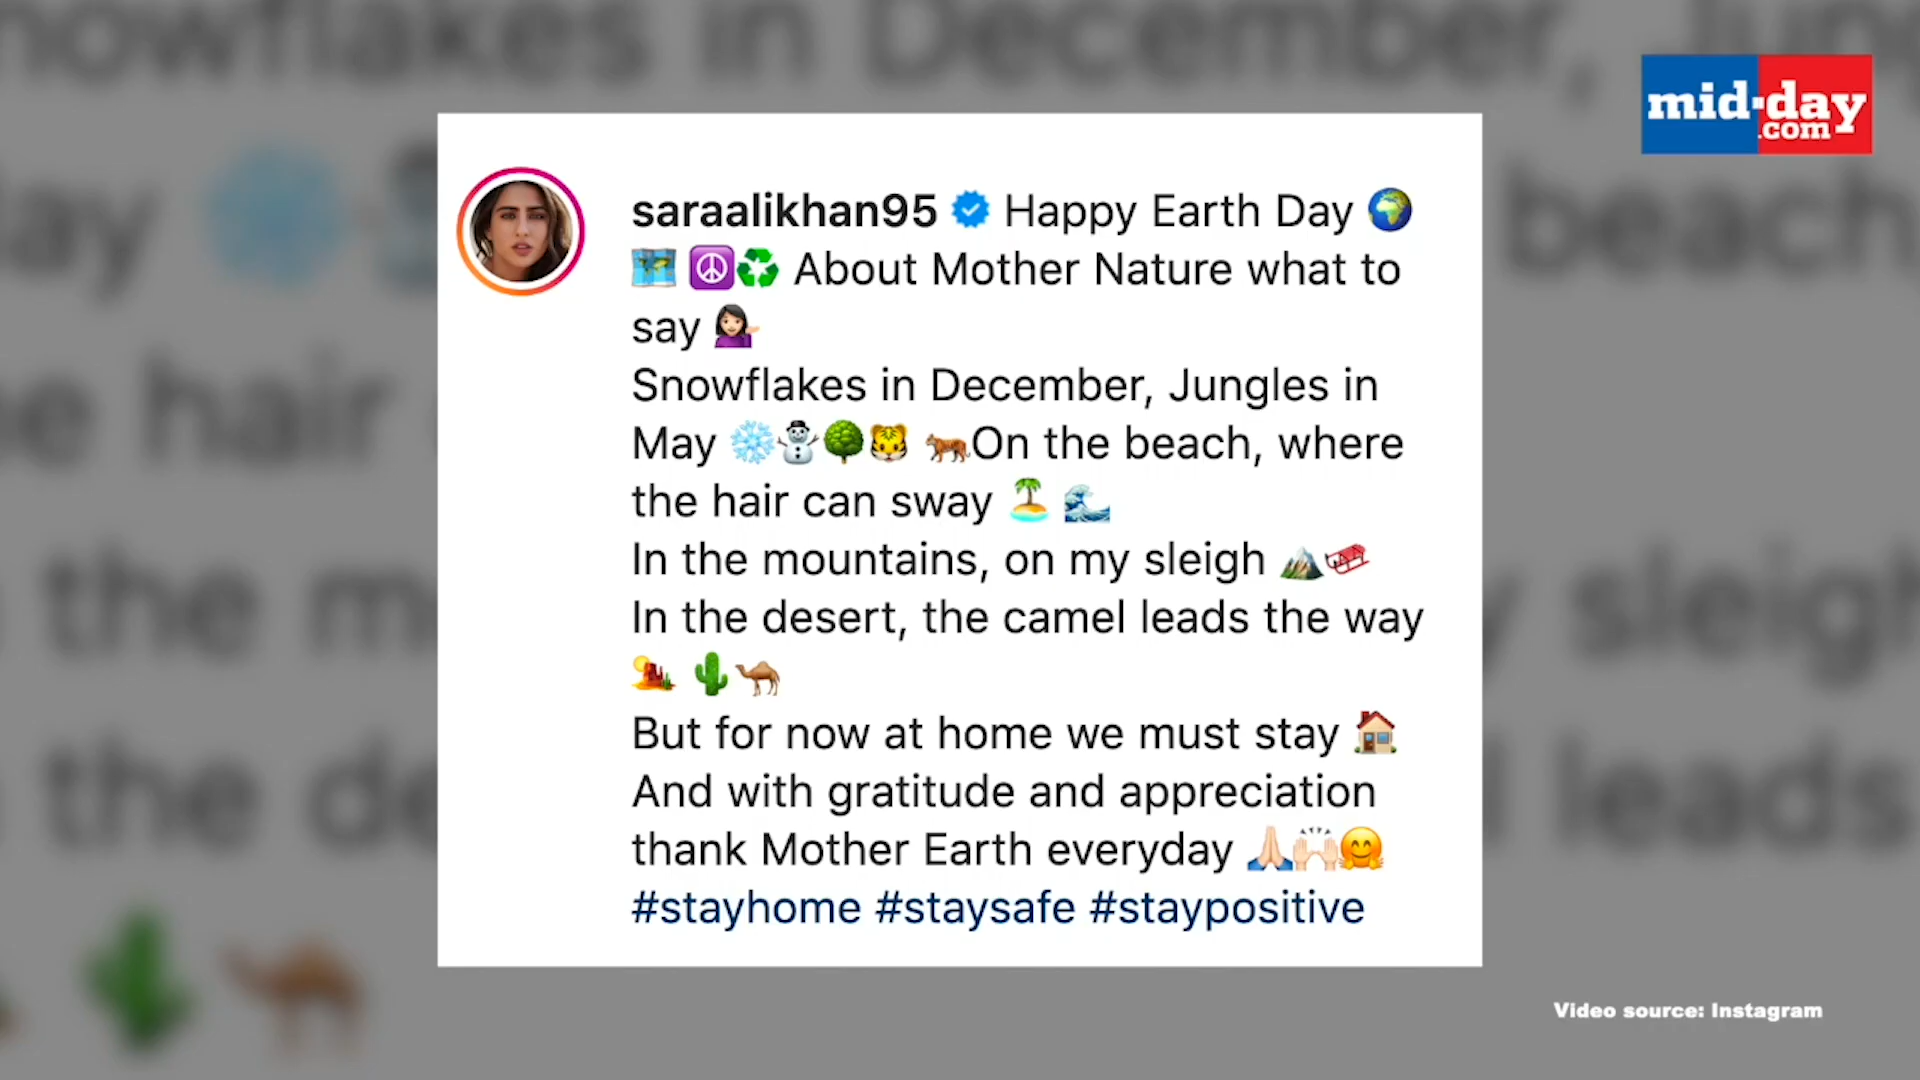 mid-day
.com
saraalikhan95 Happy Earth Day 🌍
🗺️ ☮️♻️ About Mother Nature what to
say 💁🏻‍♀️
Snowflakes in December, Jungles in
May ❄️⛄🌳🐯 🐅On the beach, where
the hair can sway 🏝️ 🌊
In the mountains, on my sleigh ⛰️🛷
In the desert, the camel leads the way
🏜️ 🌵🐪
But for now at home we must stay 🏠
And with gratitude and appreciation
thank Mother Earth everyday 🙏🏻🙌🏻🤗
#stayhome #staysafe #staypositive
Video source: Instagram